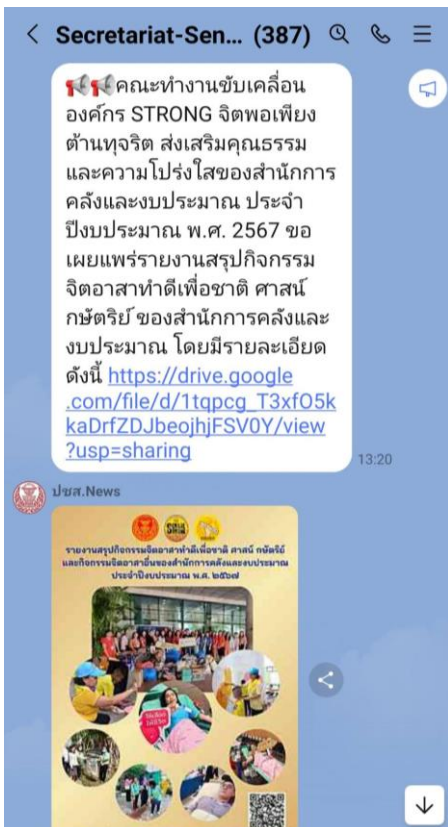 Secretariat-Sen... (387)
📢📢คณะทำงานขับเคลื่อน
องค์กร STRONG จิตพอเพียง
ต้านทุจริต ส่งเสริมคุณธรรม
และความโปร่งใสของสำนักการ
คลังและงบประมาณ ประจำ
ปีงบประมาณ พ.ศ. 2567 ขอ
เผยแพร่รายงานสรุปกิจกรรม
จิตอาสาทำดีเพื่อชาติ ศาสน์
กษัตริย์ ของสำนักการคลังและ
งบประมาณ โดยมีรายละเอียด
ดังนี้ https://drive.google
.com/file/d/1tqpcg_T3xfO5k
kaDrfZDJbeojhjFSV0Y/view
?usp=sharing
13:20
ปชส.News
รายงานสรุปกิจกรรมจิตอาสาทำดีเพื่อชาติ ศาสน์ กษัตริย์
และกิจกรรมจิตอาสาอื่นของสำนักการคลังและงบประมาณ
ประจำปีงบประมาณ พ.ศ. ๒๕๖๗